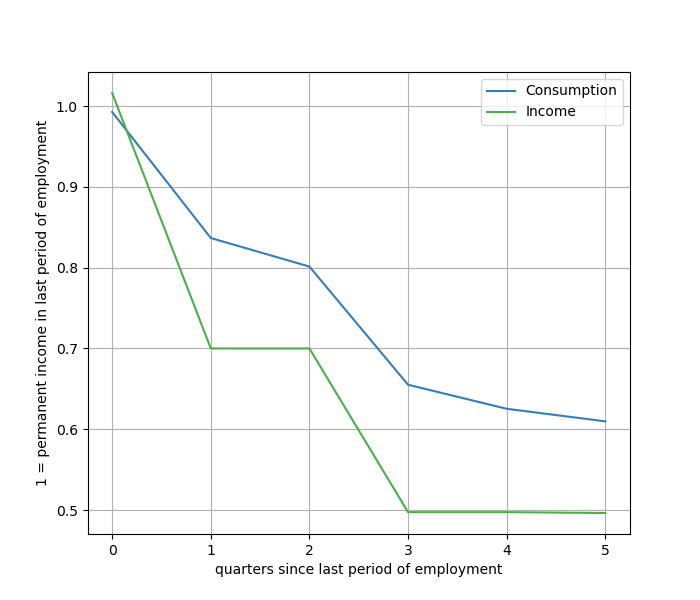 Consumption
Income
1 = permanent income in last period of employment
1.0
0.9
0.8
0.7
0.6
0.5
0 1 2 3 4 5
quarters since last period of employment